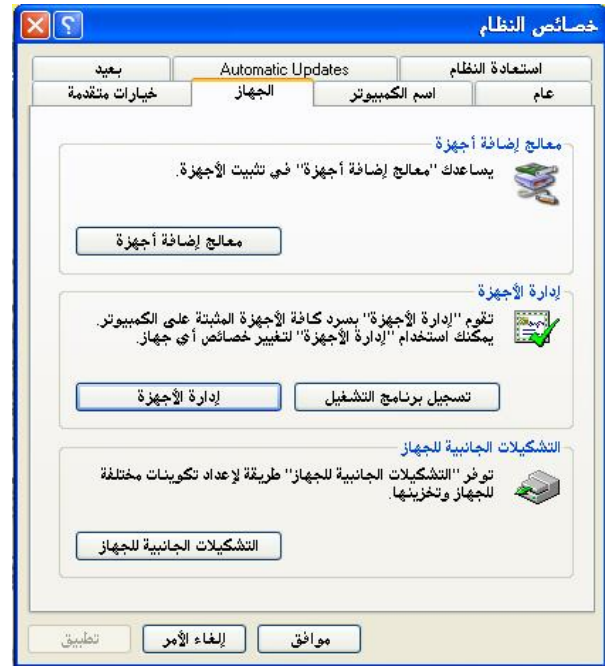 خصائص النظام
استعادة النظام
Automatic Updates
بعيد
عام
اسم الكمبيوتر
الجهاز
خيارات متقدمة
معالج إضافة أجهزة
يساعدك "معالج إضافة أجهزة" في تثبيت الأجهزة.
معالج إضافة أجهزة
إدارة الأجهزة
تقوم "إدارة الأجهزة" بسرد كافة الأجهزة المثبتة على الكمبيوتر.
يمكنك استخدام "إدارة الأجهزة" لتغيير خصائص أي جهاز.
تسجيل برنامج التشغيل
إدارة الأجهزة
التشكيلات الجانبية للجهاز
توفر "التشكيلات الجانبية للجهاز" طريقة لإعداد تكوينات مختلفة
للجهاز وتخزينها.
التشكيلات الجانبية للجهاز
موافق
إلغاء الأمر
تطبيق